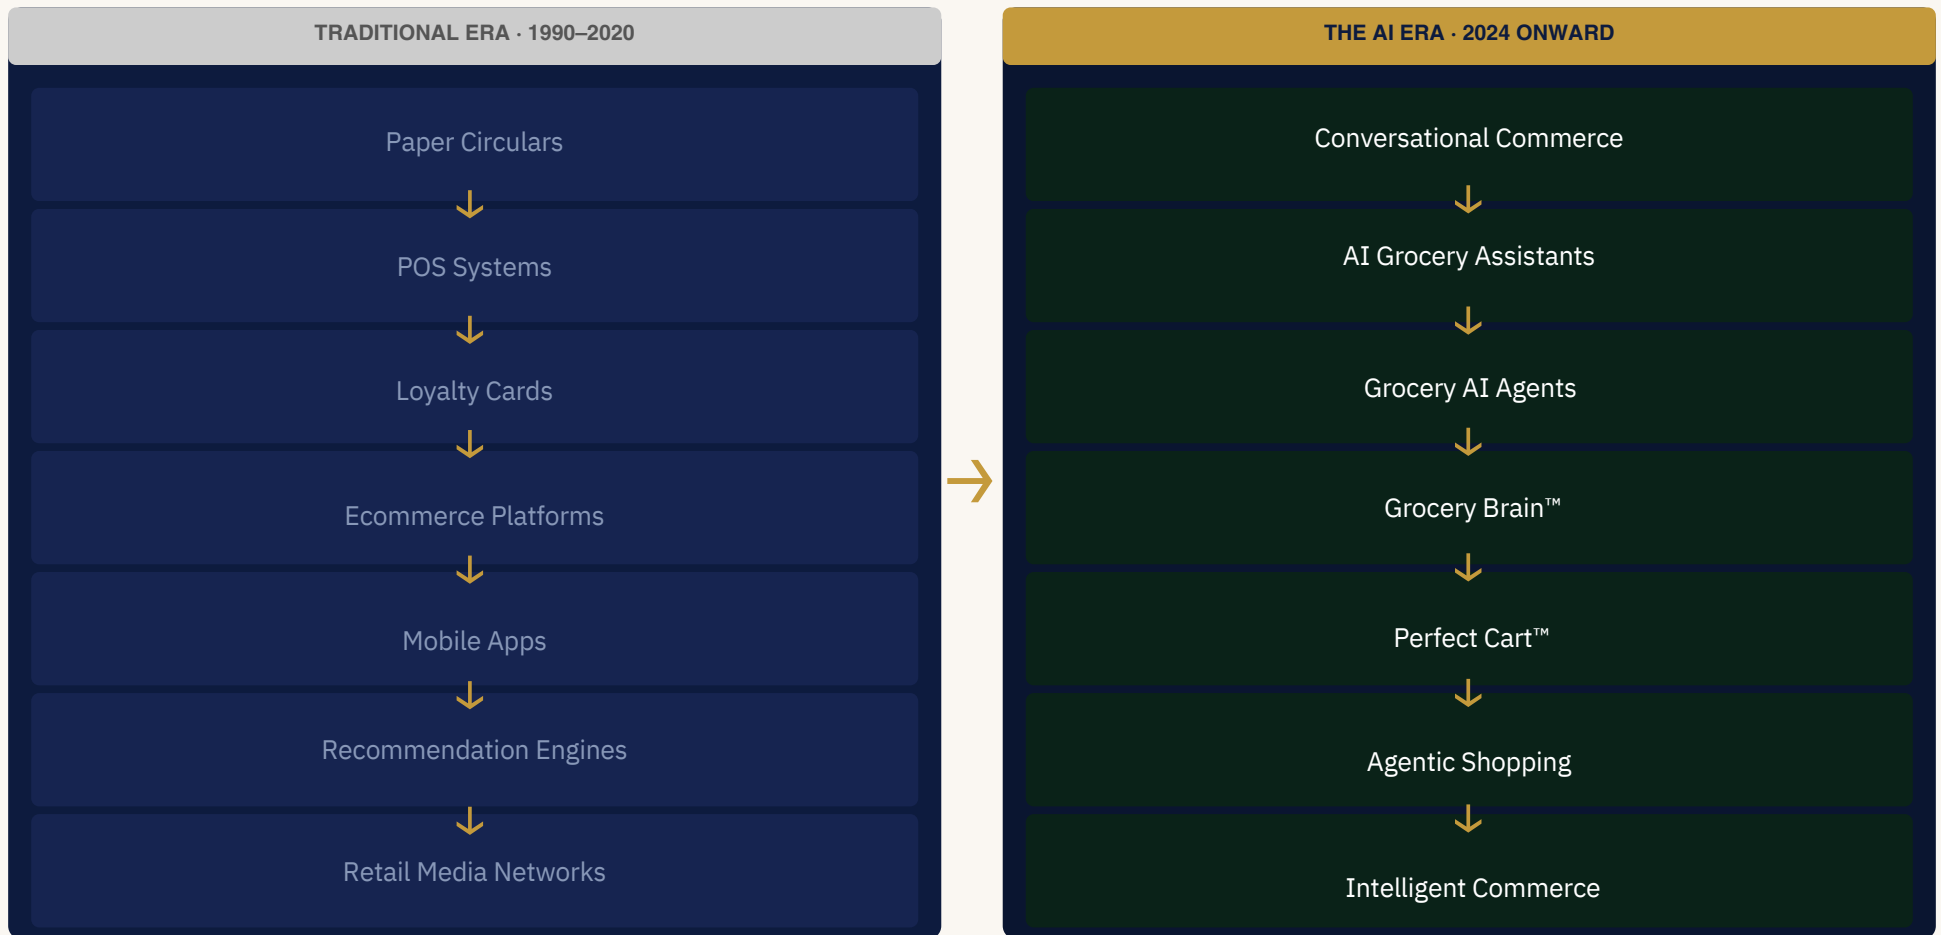 TRADITIONAL ERA · 1990–2020
Paper Circulars
↓
POS Systems
↓
Loyalty Cards
↓
Ecommerce Platforms
↓
Mobile Apps
↓
Recommendation Engines
↓
Retail Media Networks
→
THE AI ERA · 2024 ONWARD
Conversational Commerce
↓
AI Grocery Assistants
↓
Grocery AI Agents
↓
Grocery Brain™
↓
Perfect Cart™
↓
Agentic Shopping
↓
Intelligent Commerce